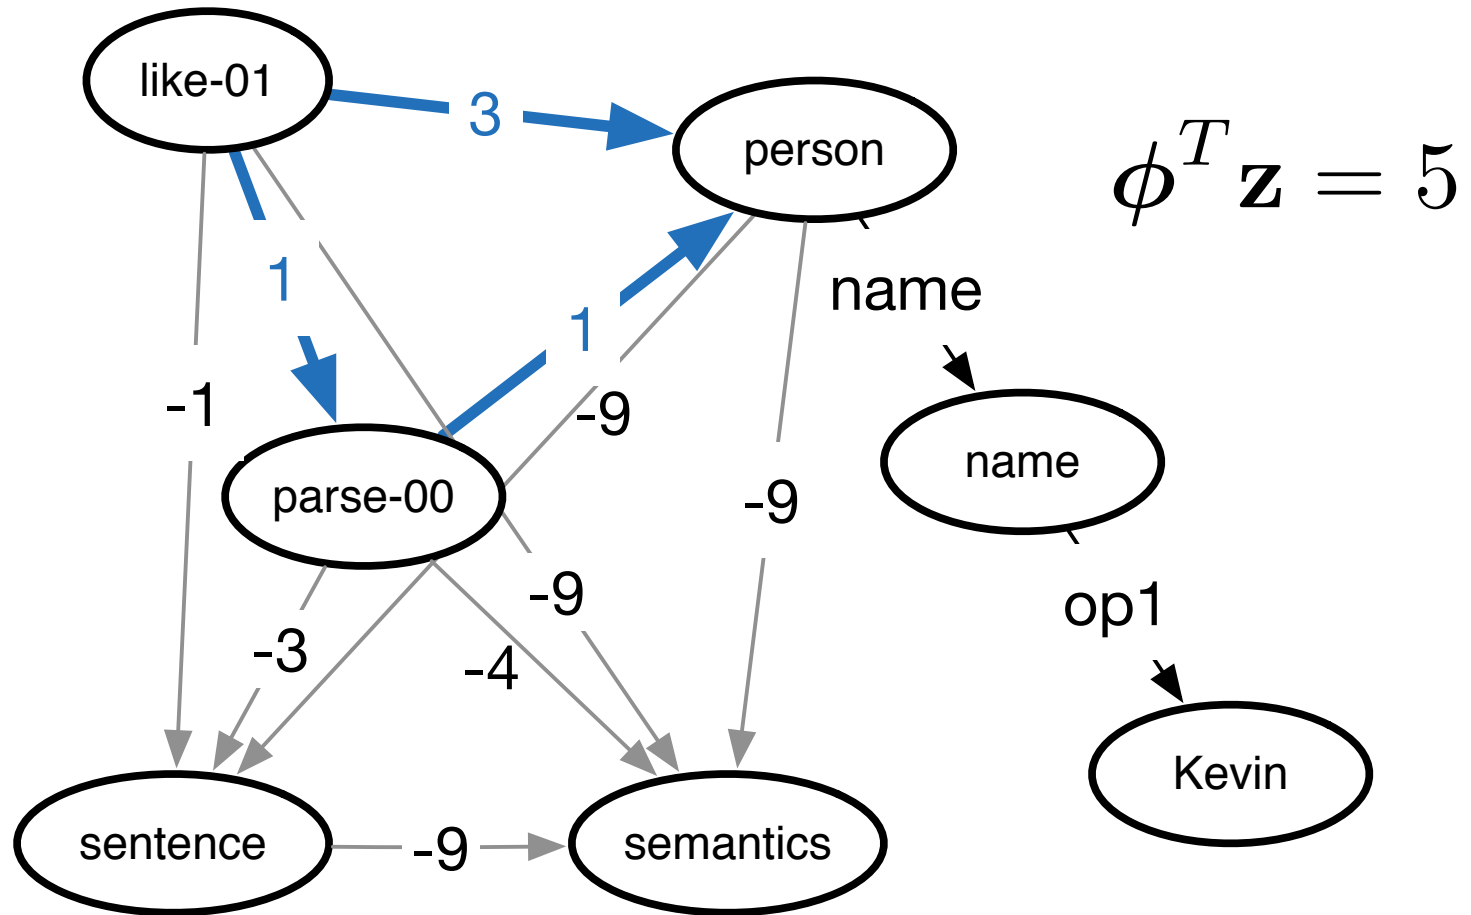 like-01
3
person
ϕᵀ z = 5
1
name
1
-1
-9
name
parse-00
-9
-9
op1
-3
-4
Kevin
sentence
-9
semantics